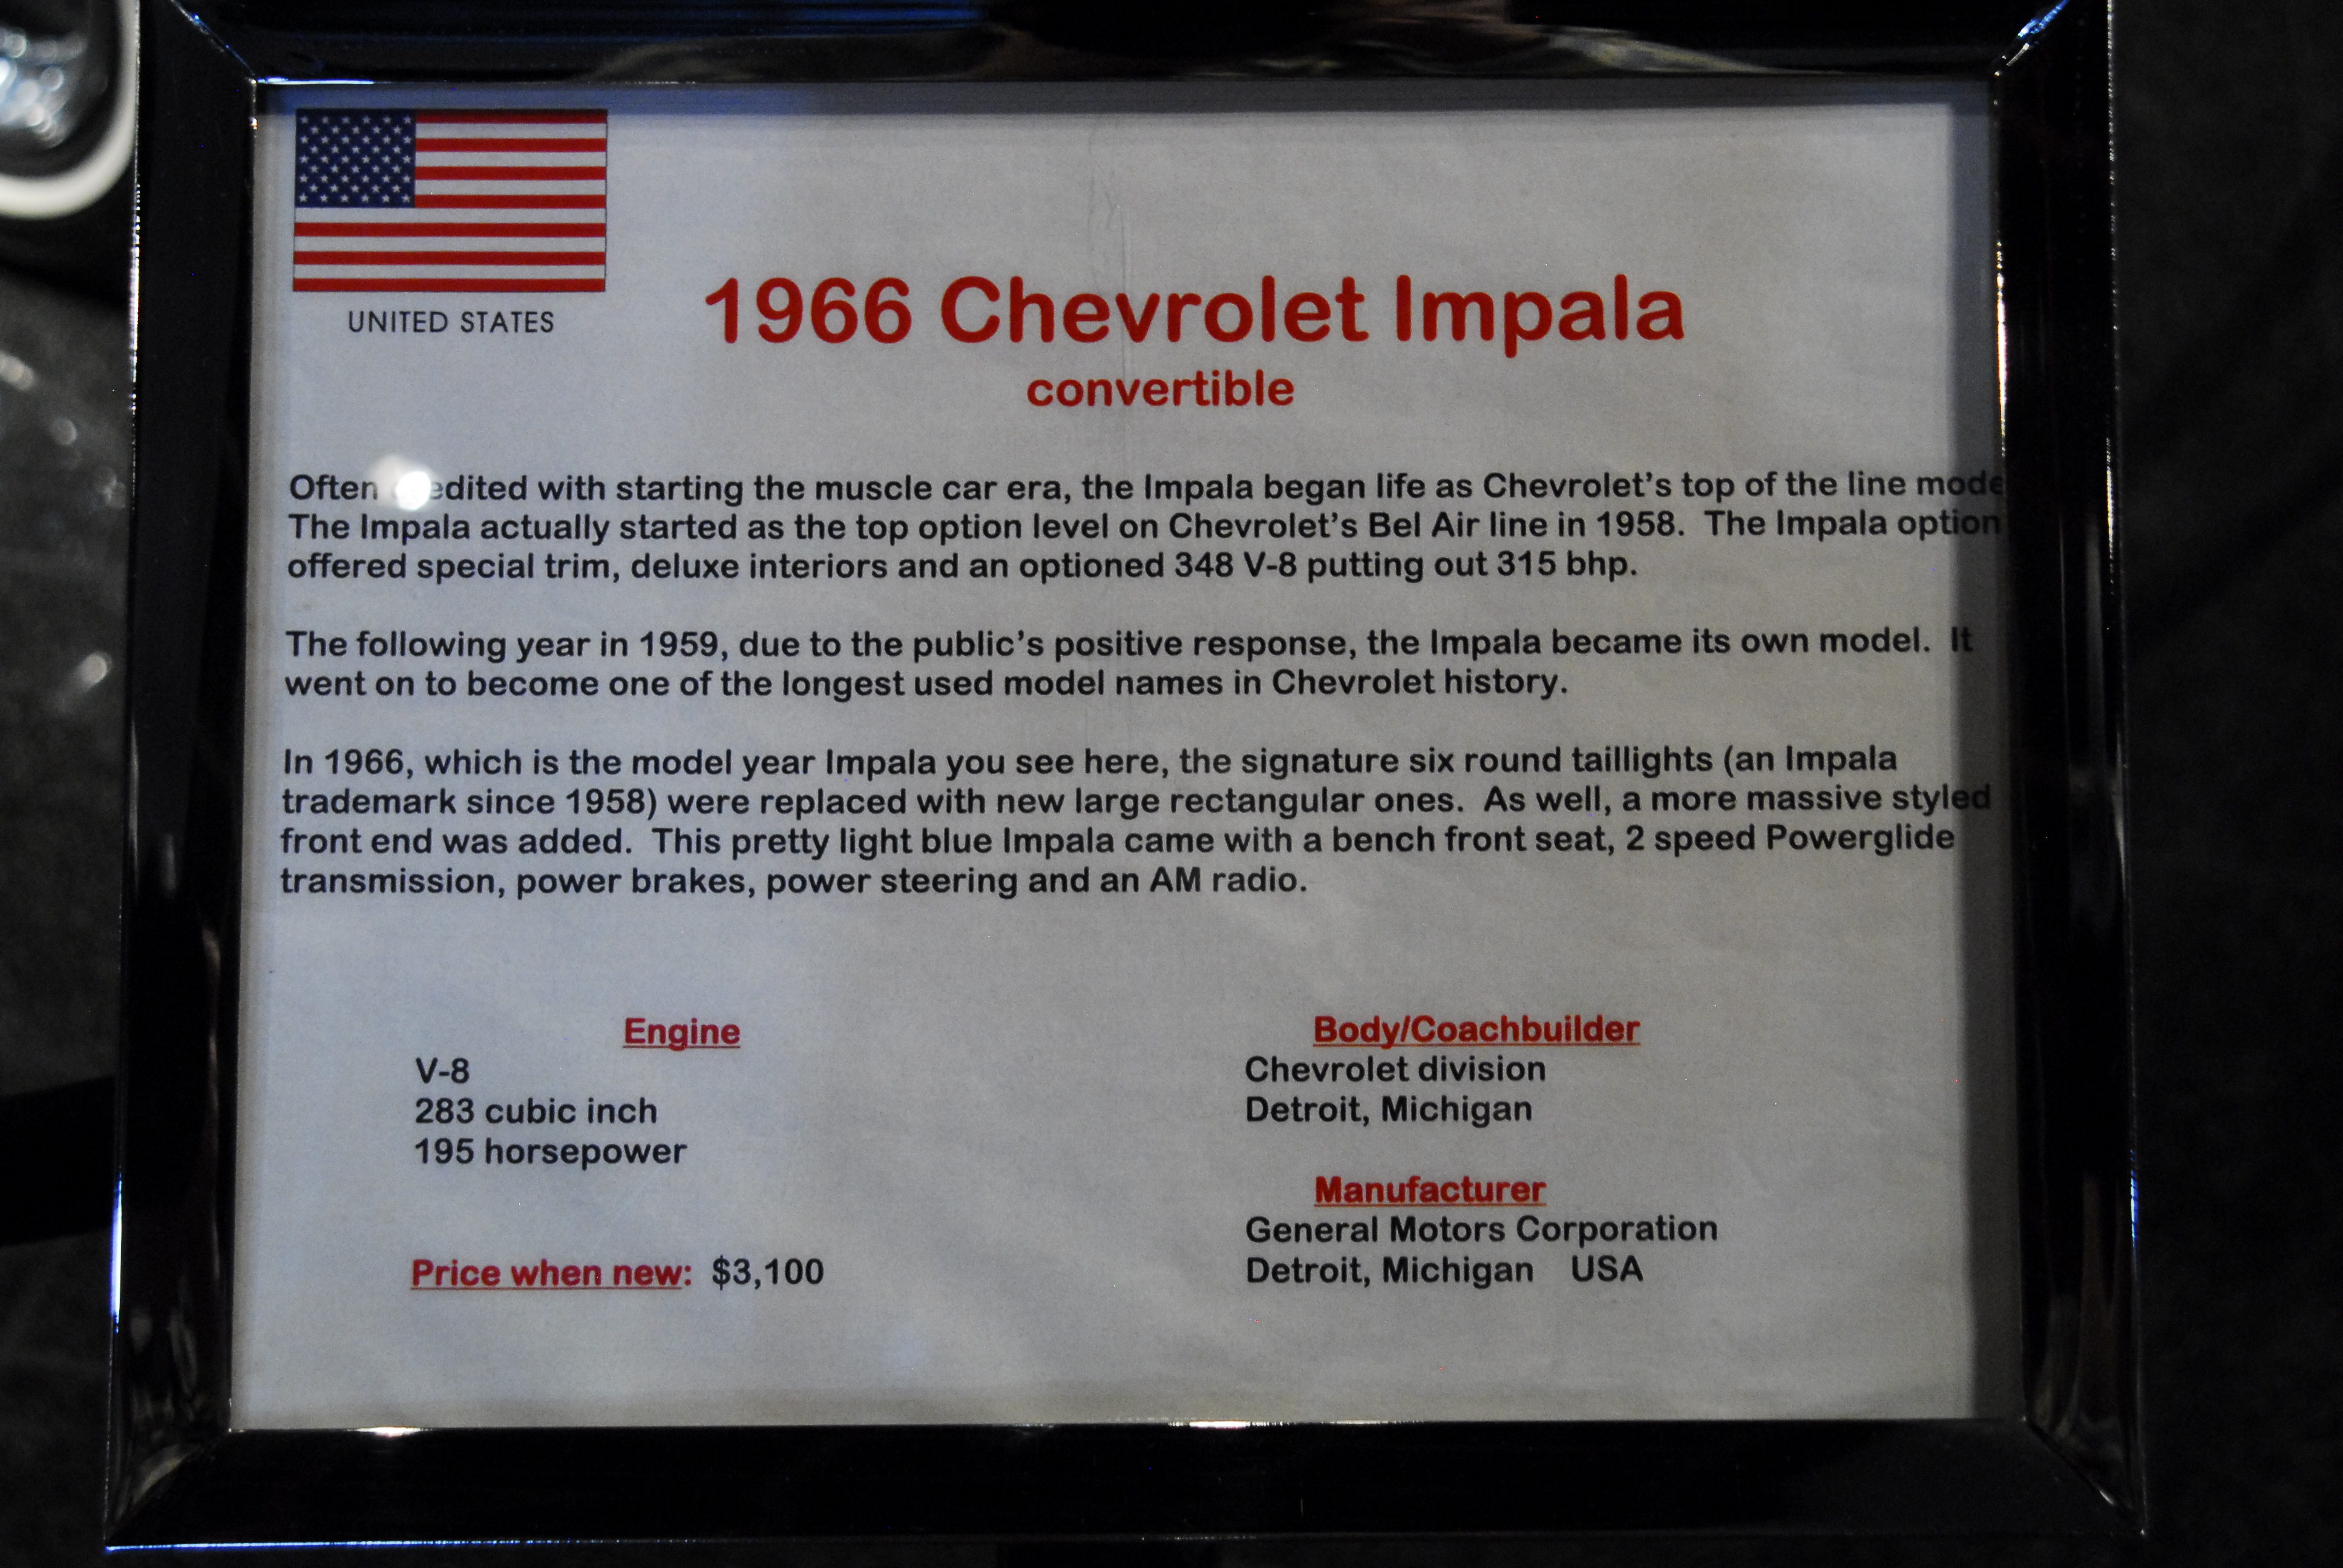 UNITED STATES
1966 Chevrolet Impala
convertible
Often edited with starting the muscle car era, the Impala began life as Chevrolet's top of the line mode
The Impala actually started as the top option level on Chevrolet's Bel Air line in 1958. The Impala option
offered special trim, deluxe interiors and an optioned 348 V-8 putting out 315 bhp.
The following year in 1959, due to the public's positive response, the Impala became its own model. It
went on to become one of the longest used model names in Chevrolet history.
In 1966, which is the model year Impala you see here, the signature six round taillights (an Impala
trademark since 1958) were replaced with new large rectangular ones. As well, a more massive styled
front end was added. This pretty light blue Impala came with a bench front seat, 2 speed Powerglide
transmission, power brakes, power steering and an AM radio.
Engine
V-8
283 cubic inch
195 horsepower
Price when new: $3,100
Body/Coachbuilder
Chevrolet division
Detroit, Michigan
Manufacturer
General Motors Corporation
Detroit, Michigan USA